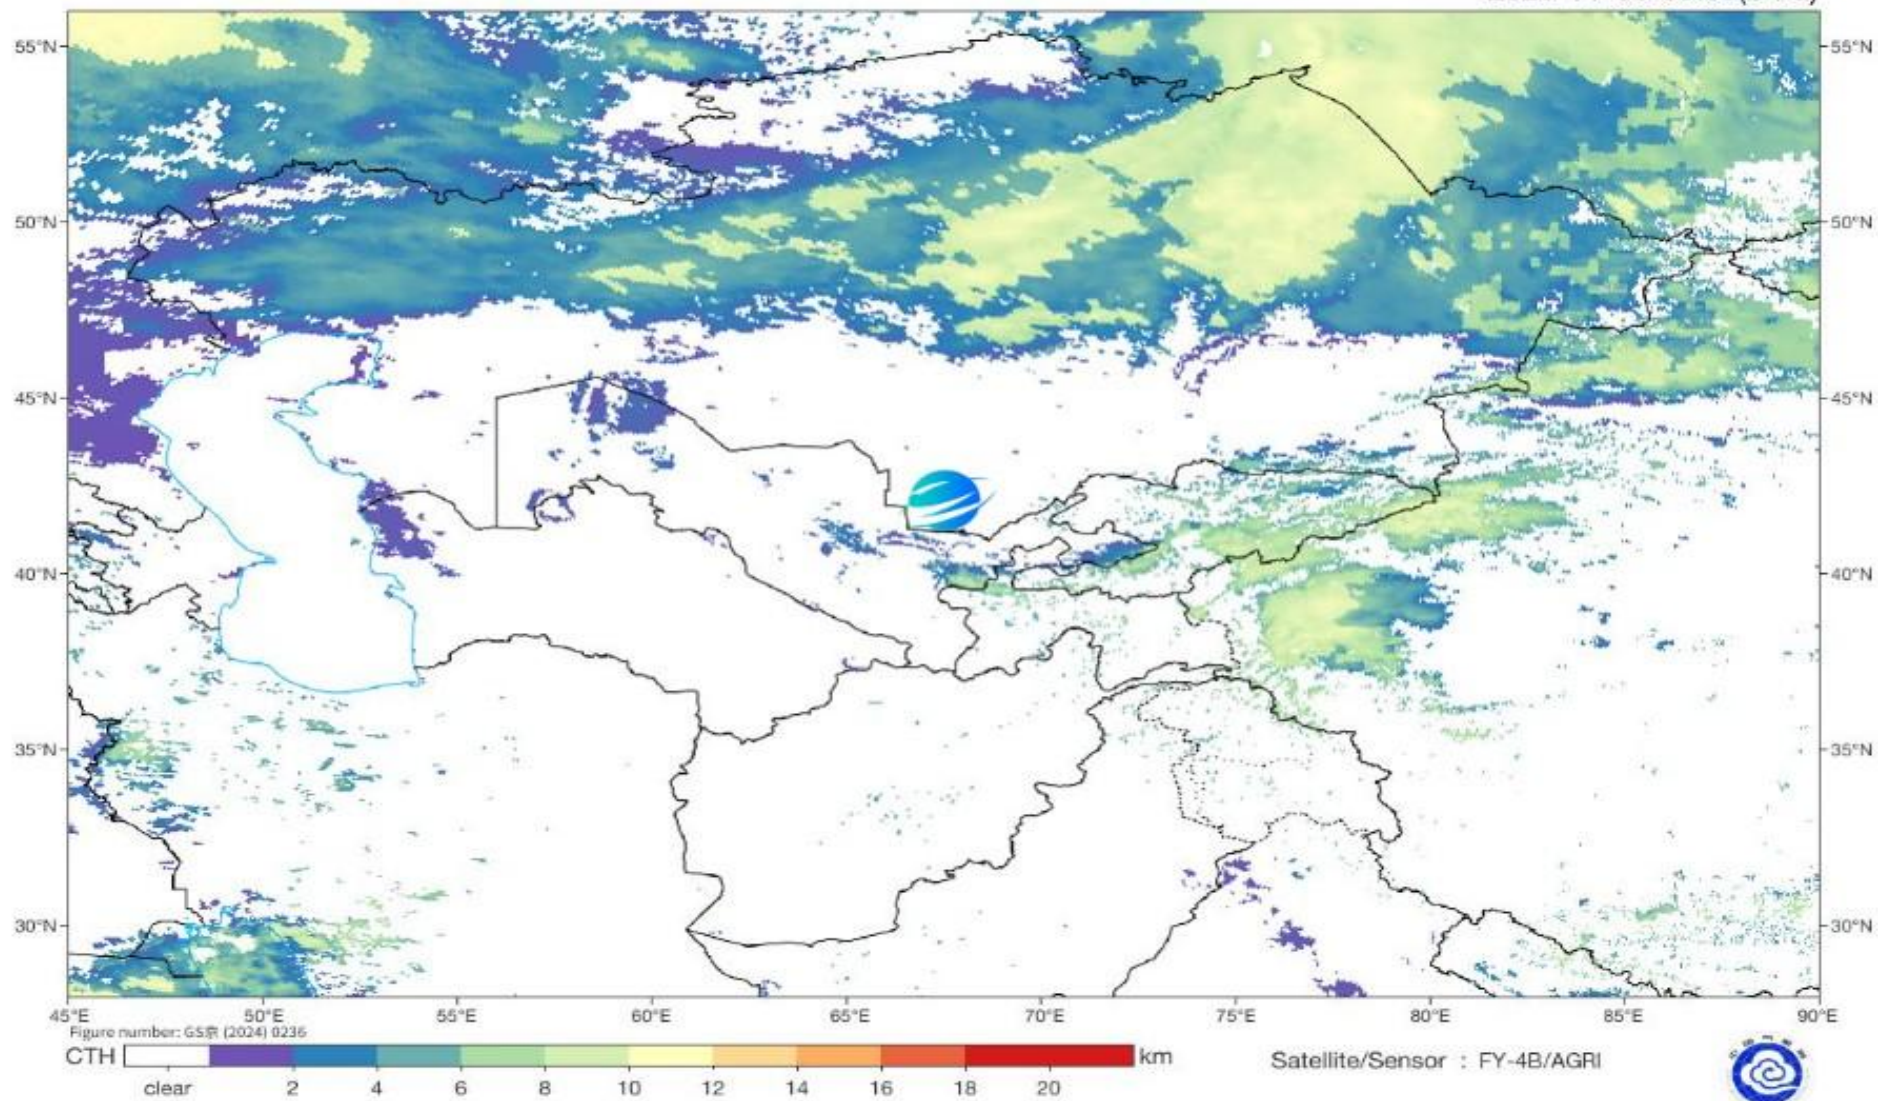 55°N 55°N
50°N 50°N
45°N 45°N
40°N 40°N
35°N 35°N
30°N 30°N
45°E 50°E 55°E 60°E 65°E 70°E 75°E 80°E 85°E 90°E
Figure number: GS京 (2024) 0236
CTH km
clear 2 4 6 8 10 12 14 16 18 20
Satellite/Sensor : FY-4B/AGRI